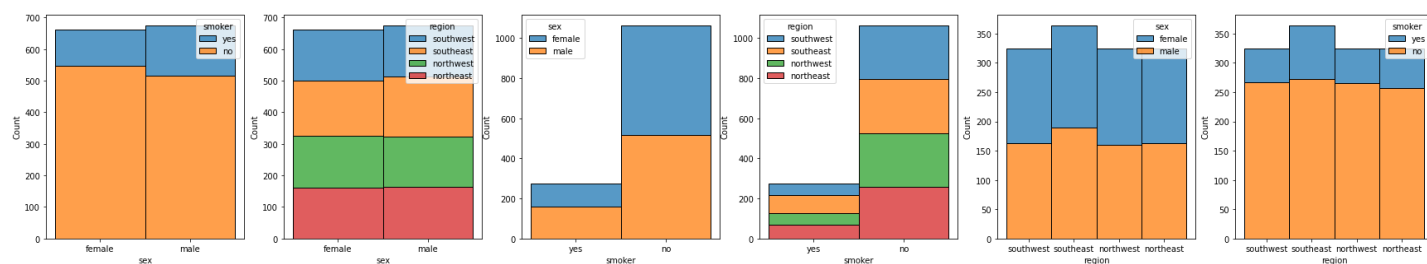 700
600
500
400
300
200
100
0
Count
smoker
yes
no
female
male
sex
700
600
500
400
300
200
100
0
Count
region
southwest
southeast
northwest
northeast
female
male
sex
1000
800
600
400
200
0
Count
sex
female
male
yes
no
smoker
1000
800
600
400
200
0
Count
region
southwest
southeast
northwest
northeast
yes
no
smoker
350
300
250
200
150
100
50
0
Count
sex
female
male
southwest southeast northwest northeast
region
350
300
250
200
150
100
50
0
Count
smoker
yes
no
southwest southeast northwest northeast
region